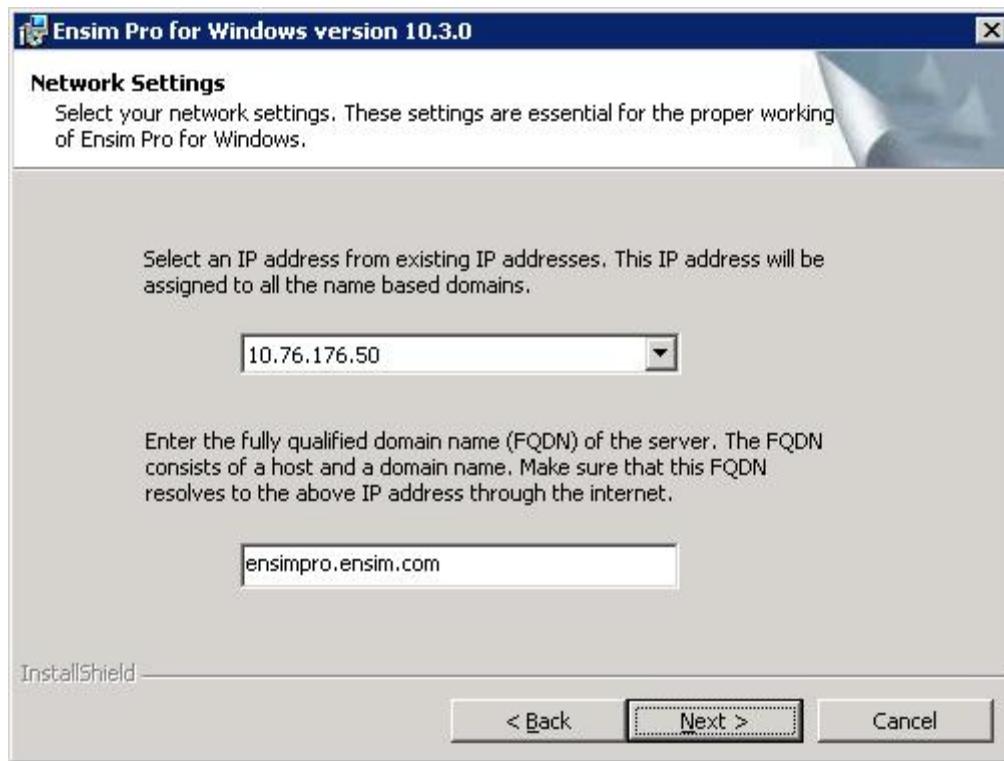 Ensim Pro for Windows version 10.3.0
Network Settings
Select your network settings. These settings are essential for the proper working
of Ensim Pro for Windows.
Select an IP address from existing IP addresses. This IP address will be
assigned to all the name based domains.
10.76.176.50
Enter the fully qualified domain name (FQDN) of the server. The FQDN
consists of a host and a domain name. Make sure that this FQDN
resolves to the above IP address through the internet.
ensimpro.ensim.com
InstallShield
< Back Next > Cancel